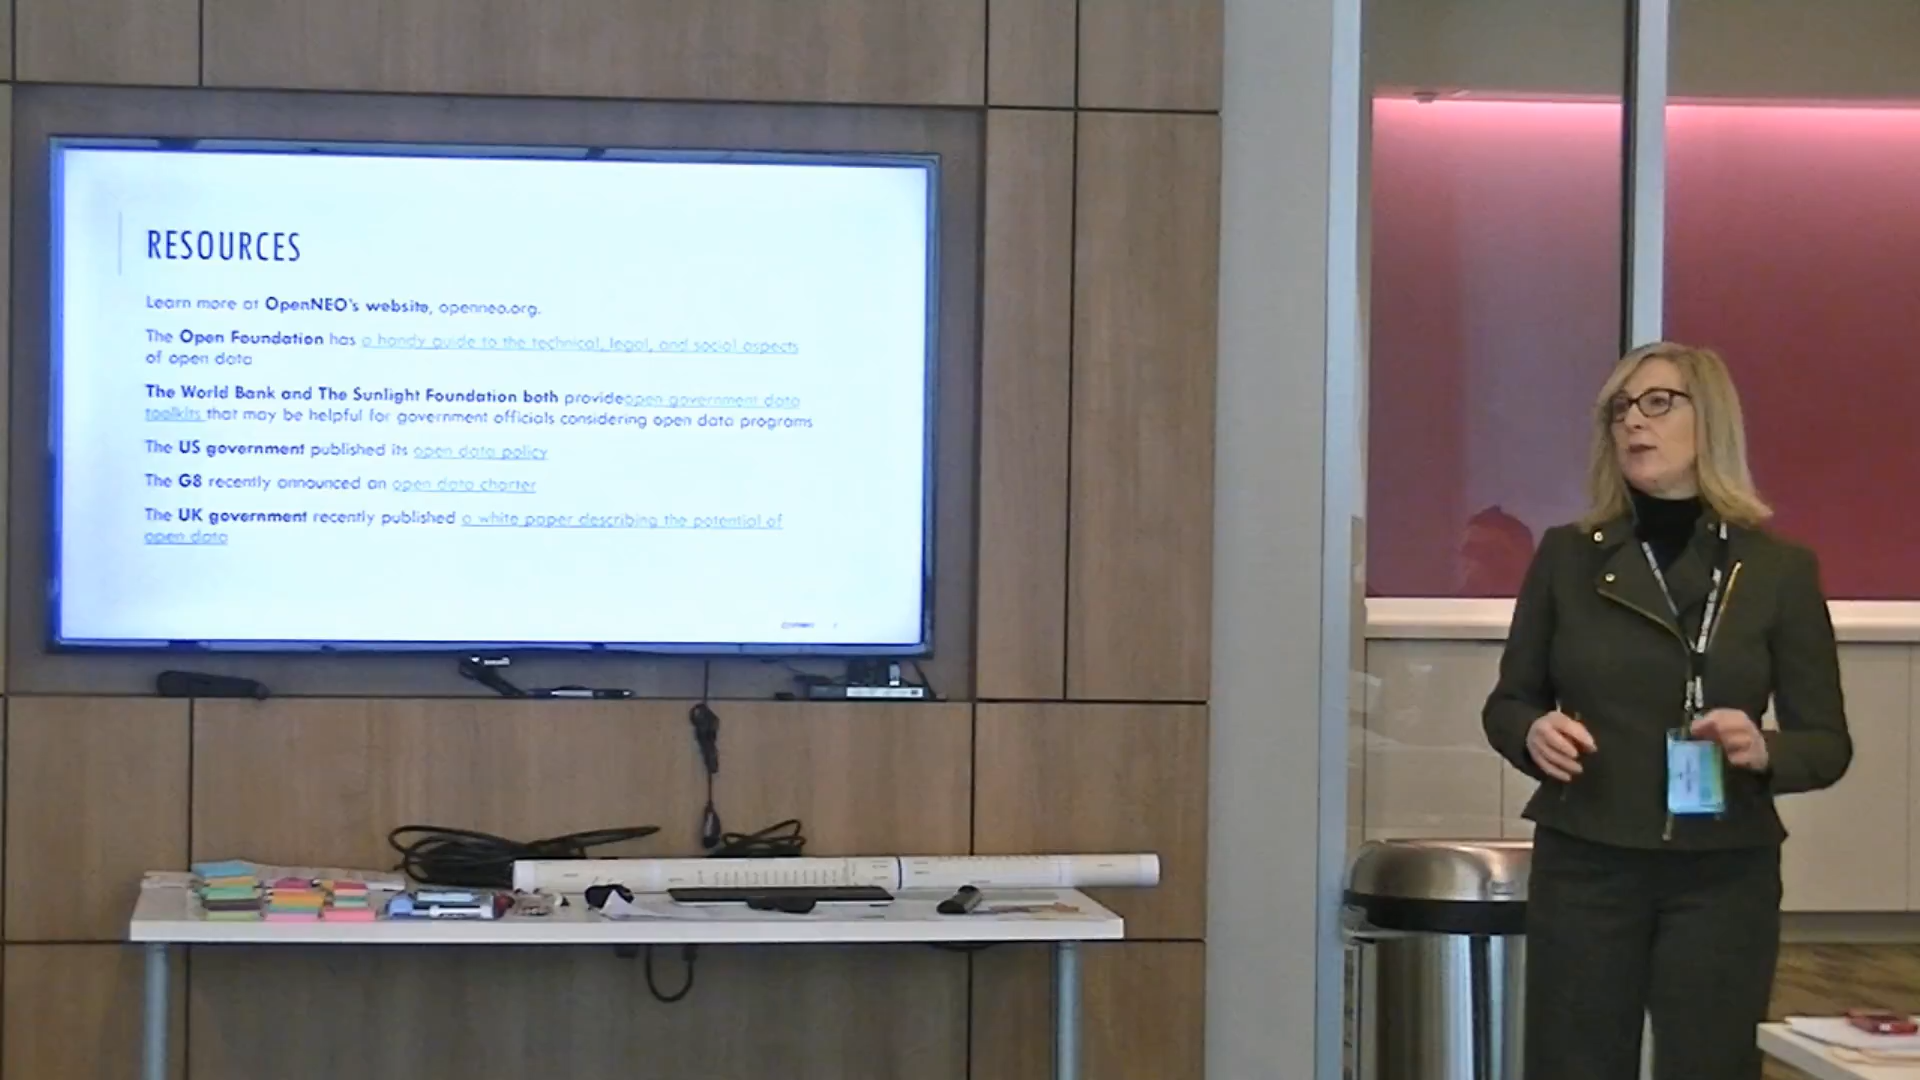 RESOURCES
Learn more at OpenNEO's website, openneo.org.
The Open Foundation has a handy guide to the technical, legal, and social aspects
of open data
The World Bank and The Sunlight Foundation both provideopen government data
toolkits that may be helpful for government officials considering open data programs
The US government published its open data policy
The G8 recently announced an open data charter
The UK government recently published a white paper describing the potential of
open data